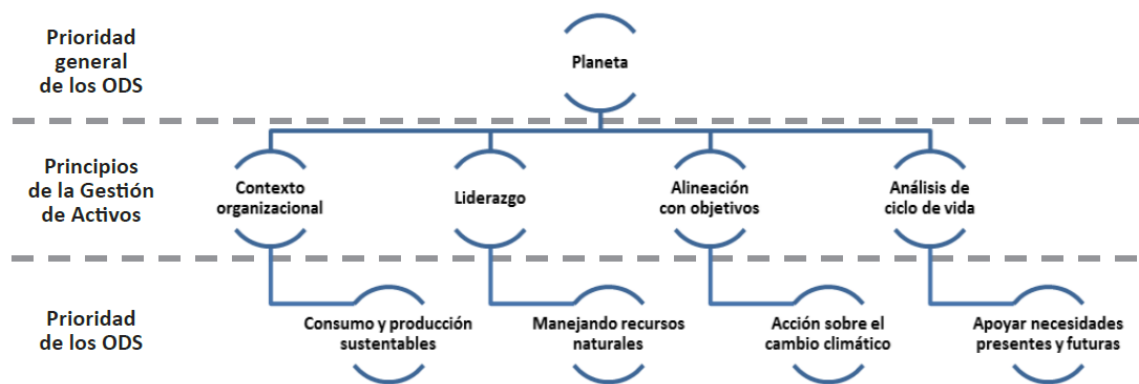 Prioridad
general
de los ODS
Planeta
Principios
de la Gestión
de Activos
Contexto
organizacional
Liderazgo
Alineación
con objetivos
Análisis de
ciclo de vida
Prioridad
de los ODS
Consumo y producción
sustentables
Manejando recursos
naturales
Acción sobre el
cambio climático
Apoyar necesidades
presentes y futuras